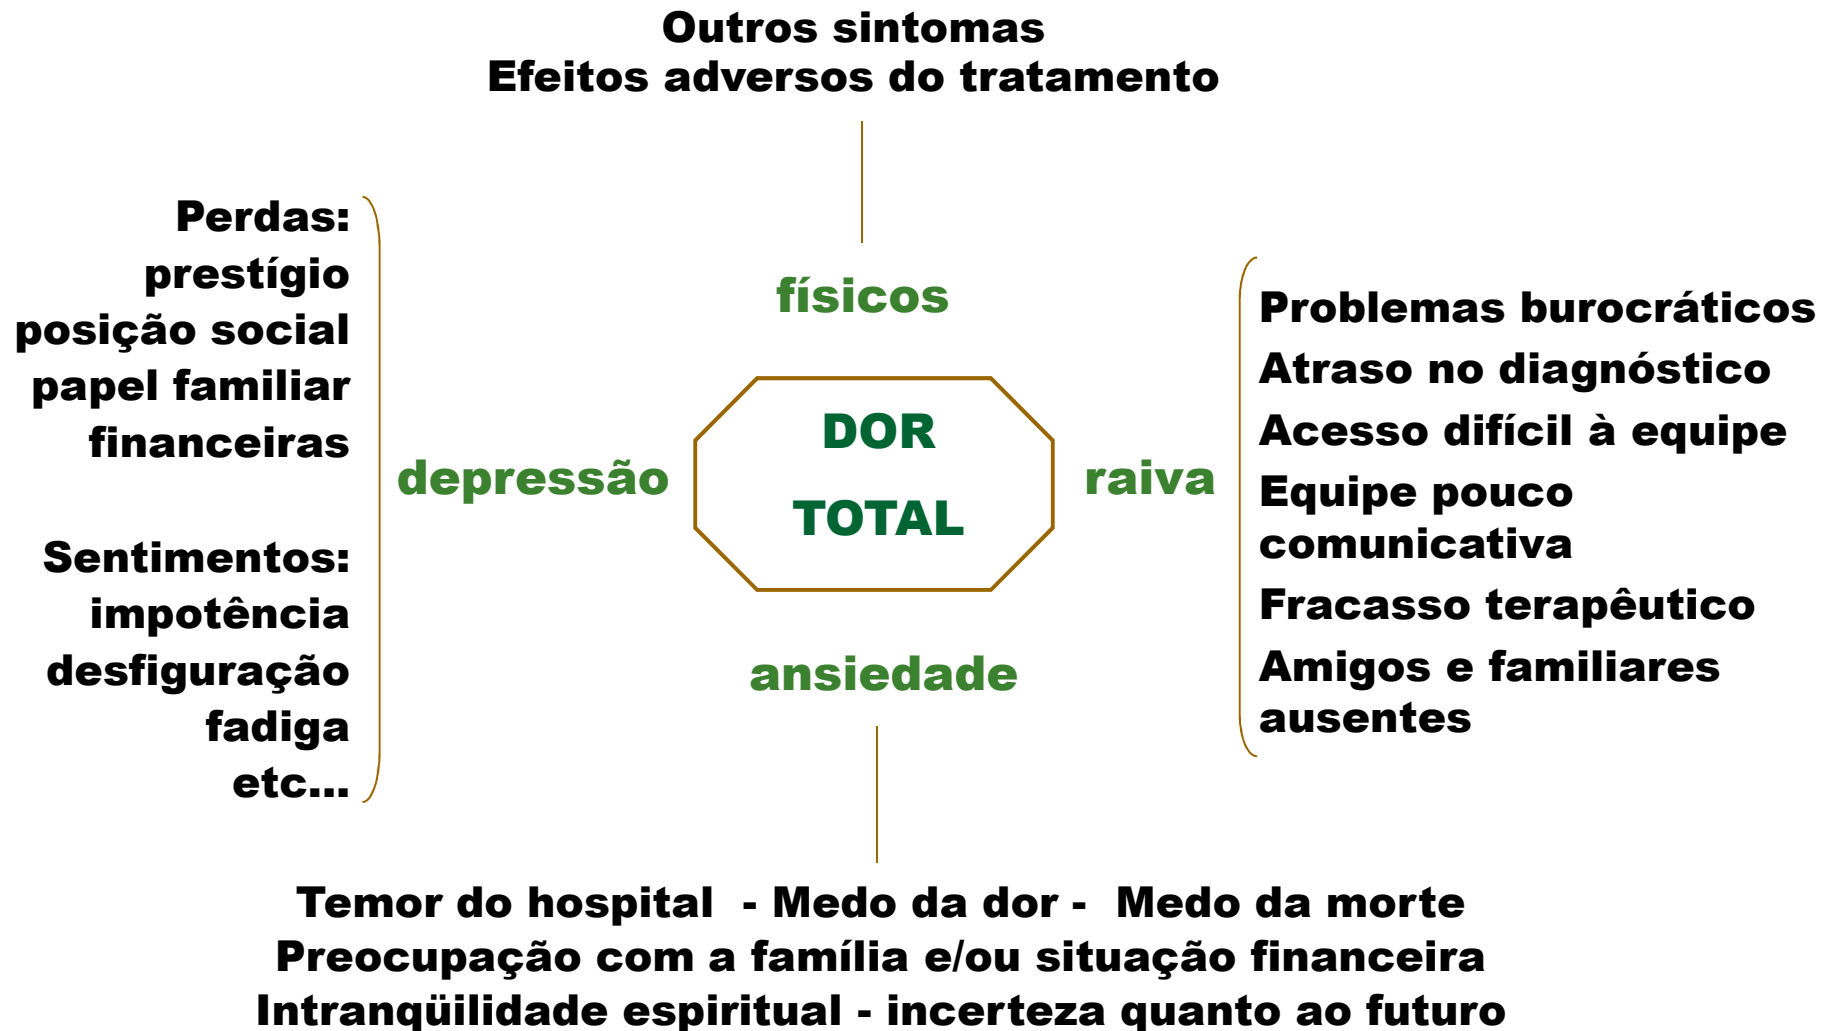 Outros sintomas
Efeitos adversos do tratamento
físicos
Perdas:
prestígio
posição social
papel familiar
financeiras
Sentimentos:
impotência
desfiguração
fadiga
etc...
depressão
DOR
TOTAL
raiva
Problemas burocráticos
Atraso no diagnóstico
Acesso difícil à equipe
Equipe pouco
comunicativa
Fracasso terapêutico
Amigos e familiares
ausentes
ansiedade
Temor do hospital - Medo da dor - Medo da morte
Preocupação com a família e/ou situação financeira
Intranqüilidade espiritual - incerteza quanto ao futuro